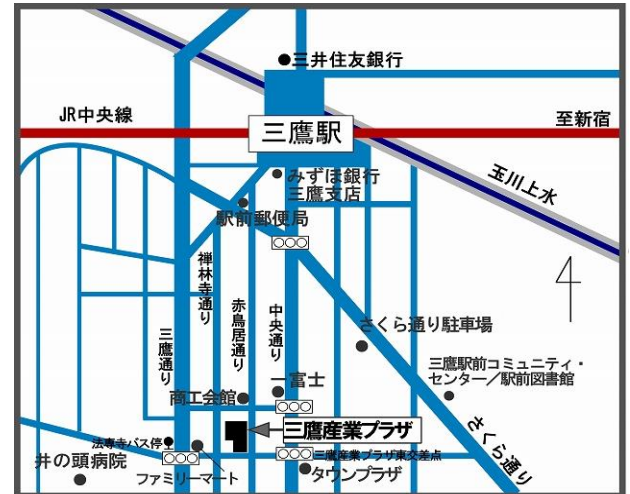 三井住友銀行
JR中央線
三鷹駅
至新宿
玉川上水
みずほ銀行
三鷹支店
駅前郵便局
禅林寺通り
赤鳥居通り
中央通り
三鷹通り
さくら通り駐車場
三鷹駅前コミュニティ・
センター/駅前図書館
一富士
商工会館
三鷹産業プラザ
さくら通り
法専寺バス停
三鷹産業プラザ東交差点
井の頭病院
ファミリーマート
タウンプラザ